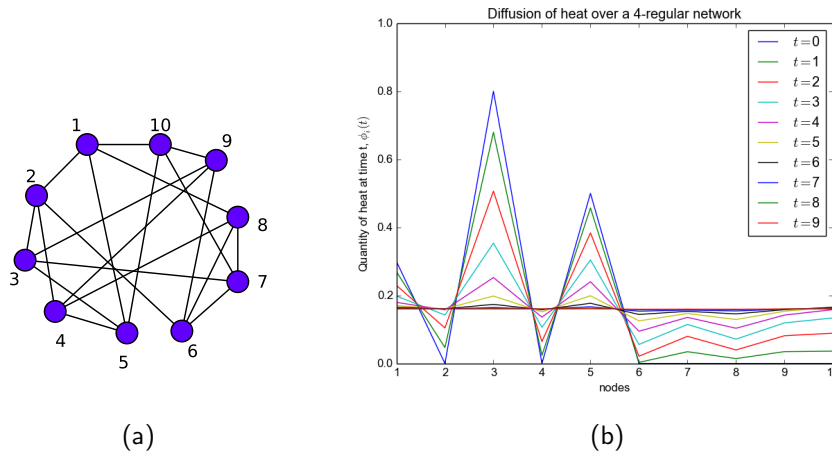 1
10
9
2
8
3
7
4
6
5
(a)
Diffusion of heat over a 4-regular network
Quantity of heat at time t, ϕᵢ(t)
1.0
0.8
0.6
0.4
0.2
0.0
1 2 3 4 5 6 7 8 9 10
nodes
t=0
t=1
t=2
t=3
t=4
t=5
t=6
t=7
t=8
t=9
(b)